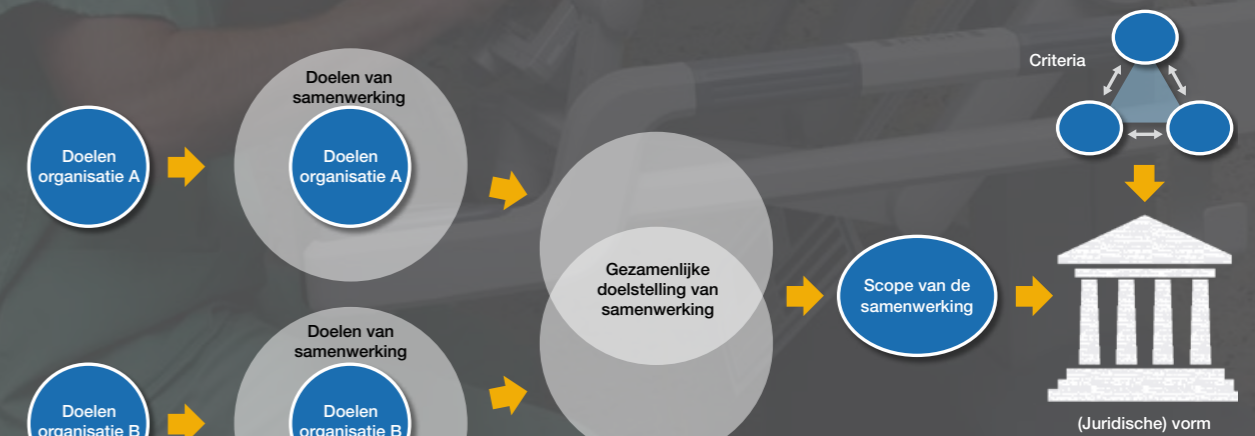 Doelen
organisatie A
Doelen van
samenwerking
Doelen
organisatie A
Gezamenlijke
doelstelling van
samenwerking
Scope van de
samenwerking
Criteria
(Juridische) vorm
Doelen
organisatie B
Doelen van
samenwerking
Doelen
organisatie B